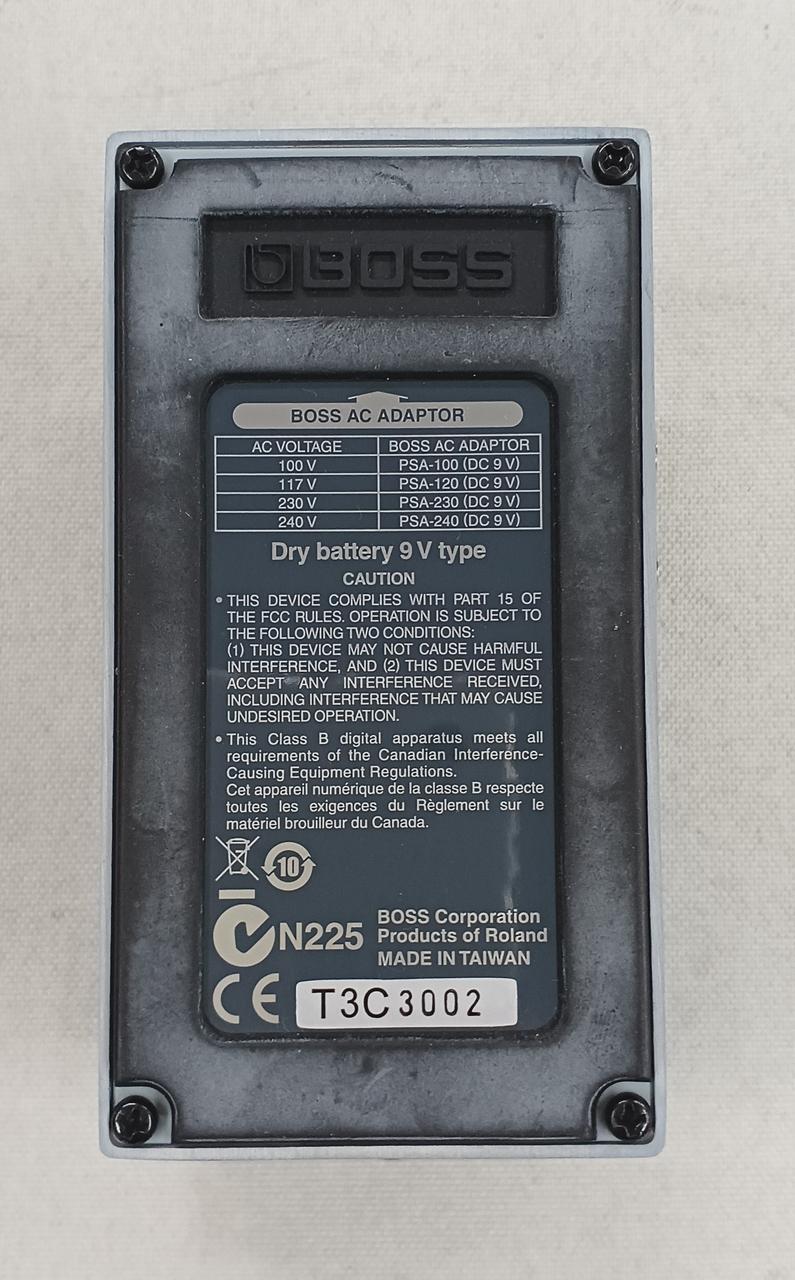 BOSS
BOSS AC ADAPTOR
AC VOLTAGE BOSS AC ADAPTOR
100 V PSA-100 (DC 9 V)
117 V PSA-120 (DC 9 V)
230 V PSA-230 (DC 9 V)
240 V PSA-240 (DC 9 V)
Dry battery 9 V type
CAUTION
• THIS DEVICE COMPLIES WITH PART 15 OF
THE FCC RULES. OPERATION IS SUBJECT TO
THE FOLLOWING TWO CONDITIONS:
(1) THIS DEVICE MAY NOT CAUSE HARMFUL
INTERFERENCE, AND (2) THIS DEVICE MUST
ACCEPT ANY INTERFERENCE RECEIVED,
INCLUDING INTERFERENCE THAT MAY CAUSE
UNDESIRED OPERATION.
• This Class B digital apparatus meets all
requirements of the Canadian Interference-
Causing Equipment Regulations.
Cet appareil numérique de la classe B respecte
toutes les exigences du Règlement sur le
matériel brouilleur du Canada.
10
N225
BOSS Corporation
Products of Roland
MADE IN TAIWAN
CE
T3C3002